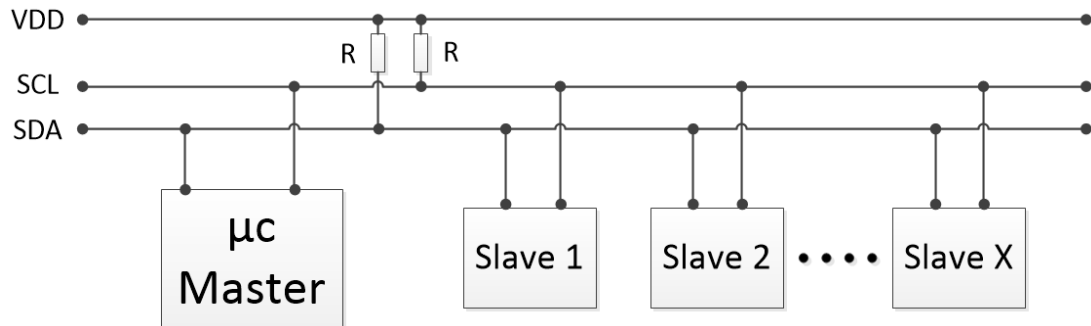 VDD
R
R
SCL
SDA
μc
Master
Slave 1
Slave 2
Slave X